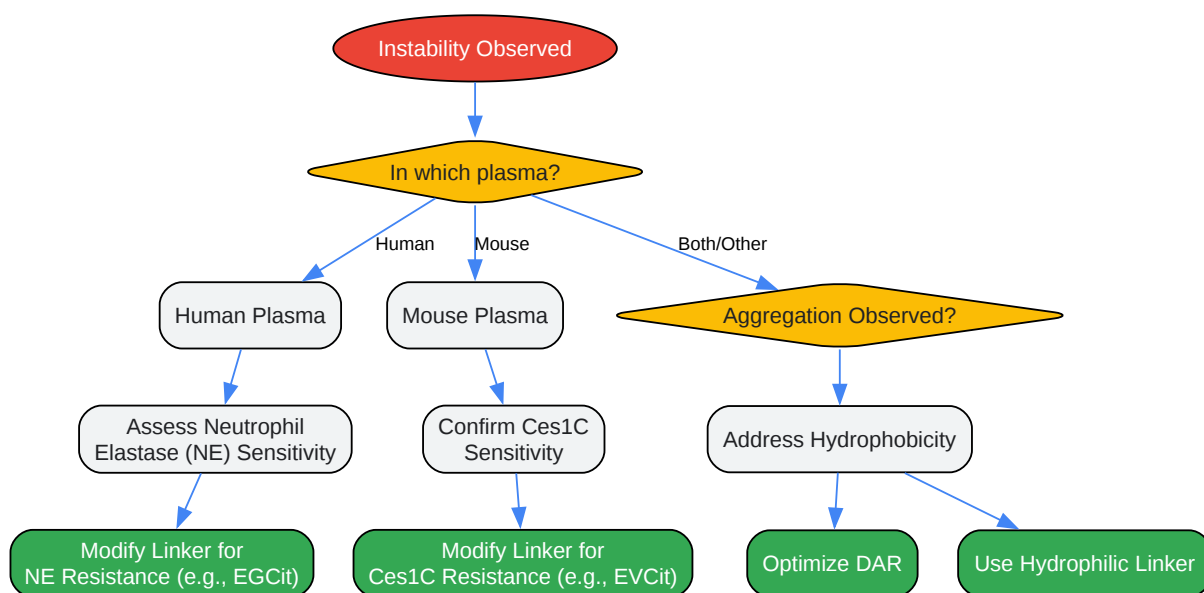 Instability Observed
In which plasma?
Human
Mouse
Both/Other
Human Plasma
Mouse Plasma
Aggregation Observed?
Assess Neutrophil
Elastase (NE) Sensitivity
Confirm Ces1C
Sensitivity
Address Hydrophobicity
Modify Linker for
NE Resistance (e.g., EGCit)
Modify Linker for
Ces1C Resistance (e.g., EVCit)
Optimize DAR
Use Hydrophilic Linker